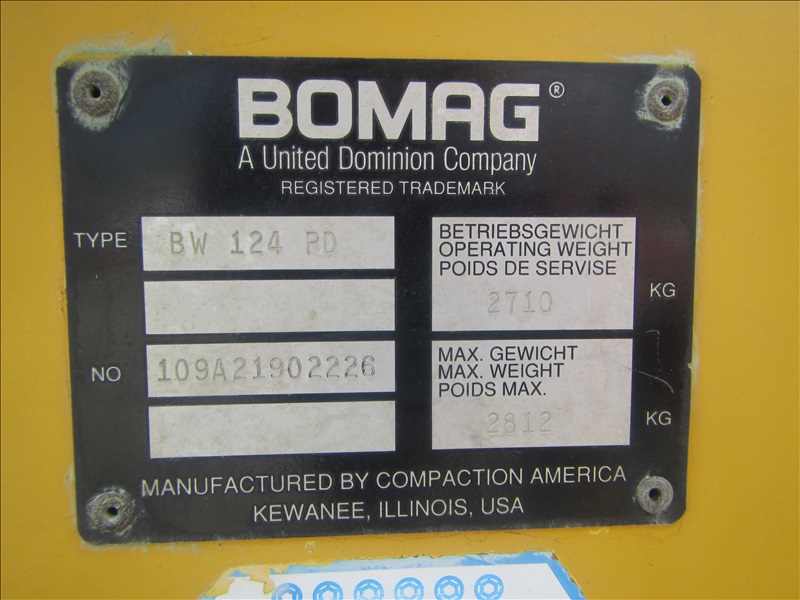 BOMAG®
A United Dominion Company
REGISTERED TRADEMARK
TYPE BW 124 PD
NO 109A21902226
BETRIEBSGEWICHT
OPERATING WEIGHT
POIDS DE SERVISE
2710 KG
MAX. GEWICHT
MAX. WEIGHT
POIDS MAX.
2812 KG
MANUFACTURED BY COMPACTION AMERICA
KEWANEE, ILLINOIS, USA